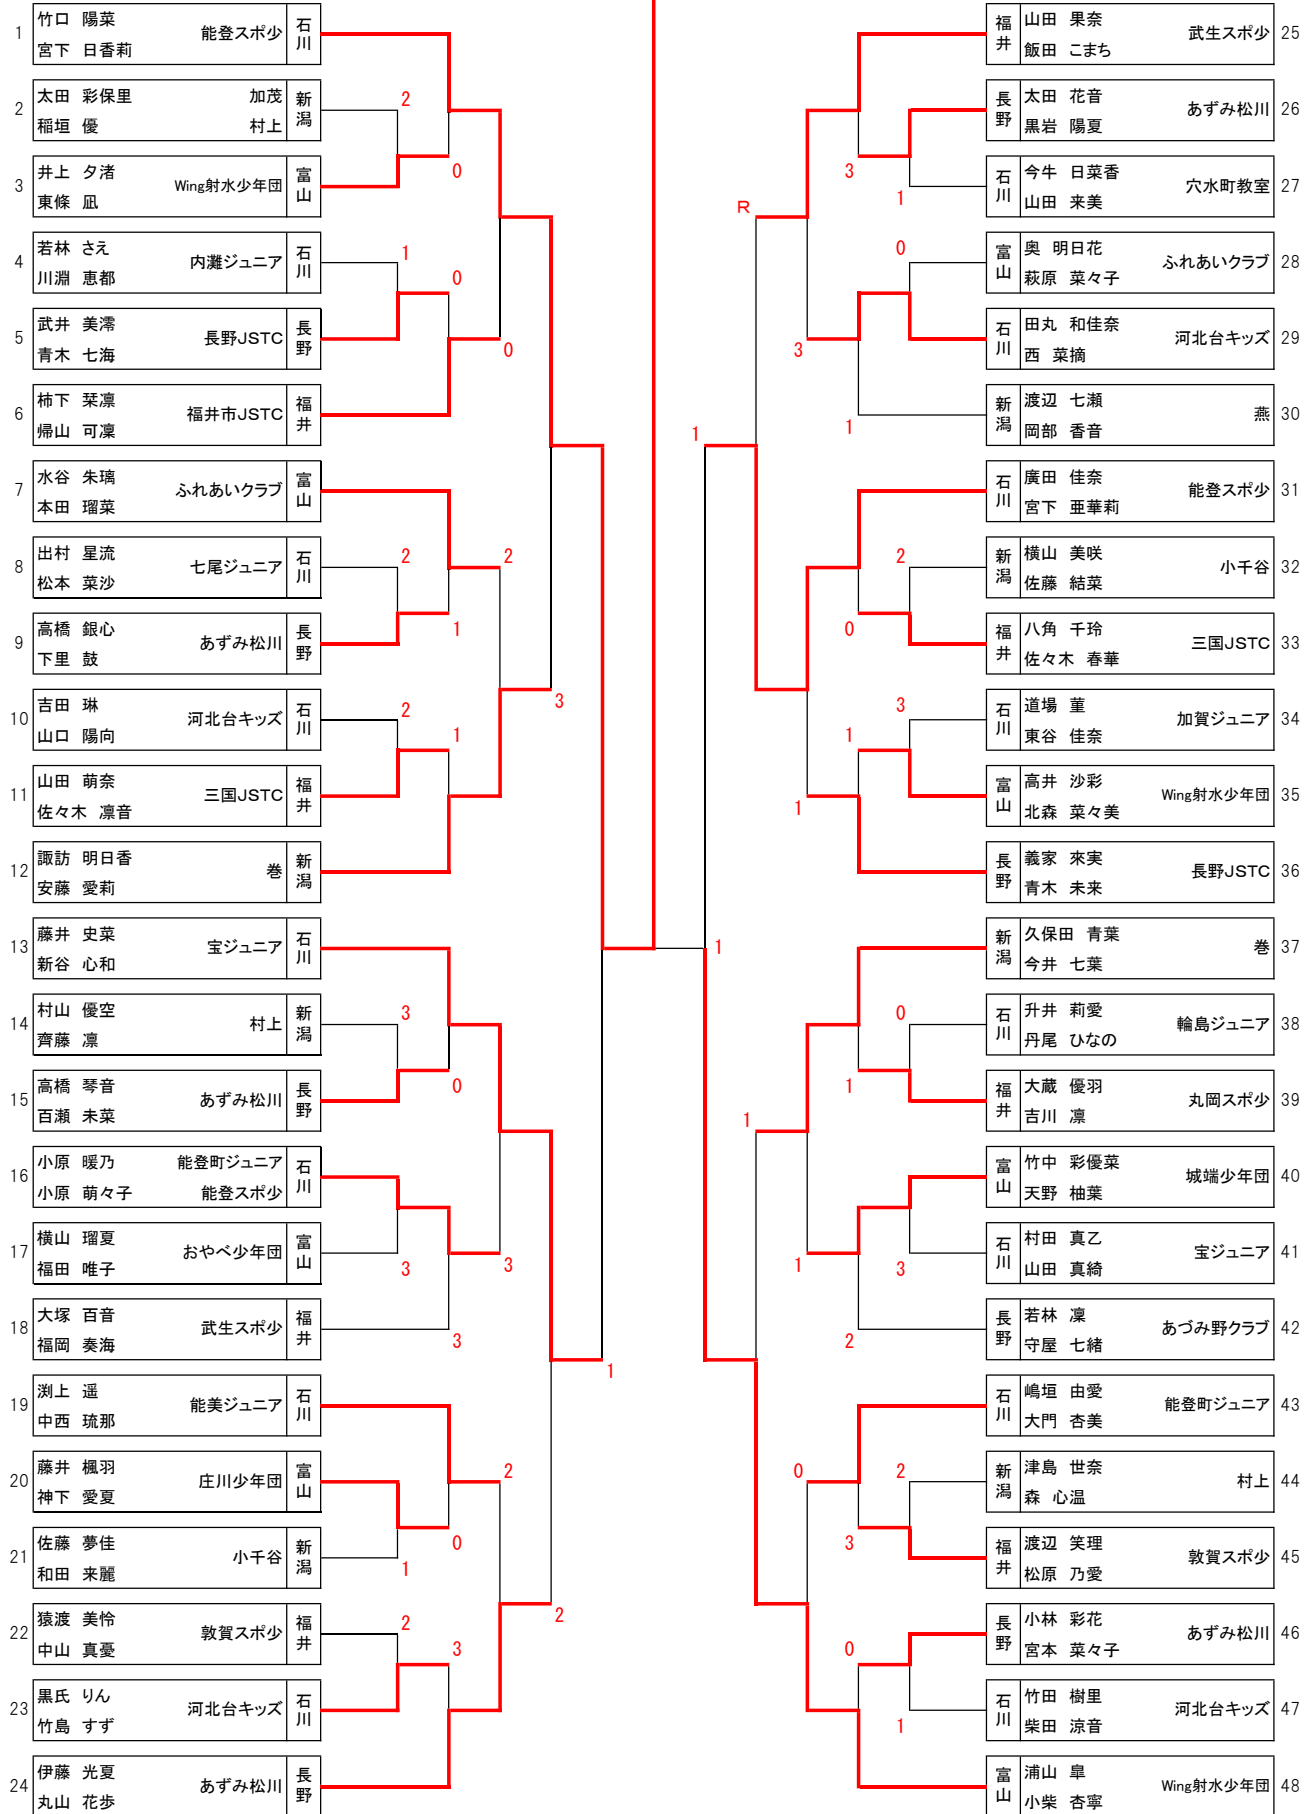 1 竹口 陽菜 能登スポ少 石川
宮下 日香莉
2 太田 彩保里 加茂 新潟
稲垣 優 村上
3 井上 夕渚 Wing射水少年団 富山
東條 凪
4 若林 さえ 内灘ジュニア 石川
川淵 恵都
5 武井 美澪 長野JSTC 長野
青木 七海
6 柿下 栞凛 福井市JSTC 福井
帰山 可凜
7 水谷 朱璃 ふれあいクラブ 富山
本田 瑠菜
8 出村 星流 七尾ジュニア 石川
松本 菜沙
9 高橋 銀心 あずみ松川 長野
下里 鼓
10 吉田 琳 河北台キッズ 石川
山口 陽向
11 山田 萌奈 三国JSTC 福井
佐々木 凛音
12 諏訪 明日香 巻 新潟
安藤 愛莉
13 藤井 史菜 宝ジュニア 石川
新谷 心和
14 村山 優空 村上 新潟
齊藤 凛
15 高橋 琴音 あずみ松川 長野
百瀬 未菜
16 小原 暖乃 能登町ジュニア 石川
小原 萌々子 能登スポ少
17 横山 瑠夏 おやべ少年団 富山
福田 唯子
18 大塚 百音 武生スポ少 福井
福岡 奏海
19 渕上 遥 能美ジュニア 石川
中西 琉那
20 藤井 楓羽 庄川少年団 富山
神下 愛夏
21 佐藤 夢佳 小千谷 新潟
和田 来麗
22 猿渡 美怜 敦賀スポ少 福井
中山 真憂
23 黒氏 りん 河北台キッズ 石川
竹島 すず
24 伊藤 光夏 あずみ松川 長野
丸山 花歩
2
0
1
0
0
2
2
1
2
1
3
3
0
3
3
3
1
2
0
1
2
3
2
福井 山田 果奈 武生スポ少 25
飯田 こまち
長野 太田 花音 あずみ松川 26
黒岩 陽夏
石川 今牛 日菜香 穴水町教室 27
山田 来美
富山 奥 明日花 ふれあいクラブ 28
萩原 菜々子
石川 田丸 和佳奈 河北台キッズ 29
西 菜摘
新潟 渡辺 七瀬 燕 30
岡部 香音
石川 廣田 佳奈 能登スポ少 31
宮下 亜華莉
新潟 横山 美咲 小千谷 32
佐藤 結菜
福井 八角 千玲 三国JSTC 33
佐々木 春華
石川 道場 菫 加賀ジュニア 34
東谷 佳奈
富山 高井 沙彩 Wing射水少年団 35
北森 菜々美
長野 義家 來実 長野JSTC 36
青木 未来
新潟 久保田 青葉 巻 37
今井 七葉
石川 升井 莉愛 輪島ジュニア 38
丹尾 ひなの
福井 大蔵 優羽 丸岡スポ少 39
吉川 凛
富山 竹中 彩優菜 城端少年団 40
天野 柚葉
石川 村田 真乙 宝ジュニア 41
山田 真綺
長野 若林 凜 あづみ野クラブ 42
守屋 七緒
石川 嶋垣 由愛 能登町ジュニア 43
大門 杏美
新潟 津島 世奈 村上 44
森 心温
福井 渡辺 笑理 敦賀スポ少 45
松原 乃愛
長野 小林 彩花 あずみ松川 46
宮本 菜々子
石川 竹田 樹里 河北台キッズ 47
柴田 涼音
富山 浦山 皐 Wing射水少年団 48
小柴 杏寧
3
1
R
0
3
1
1
2
0
3
1
1
1
0
1
1
1
3
2
0
2
3
0
1